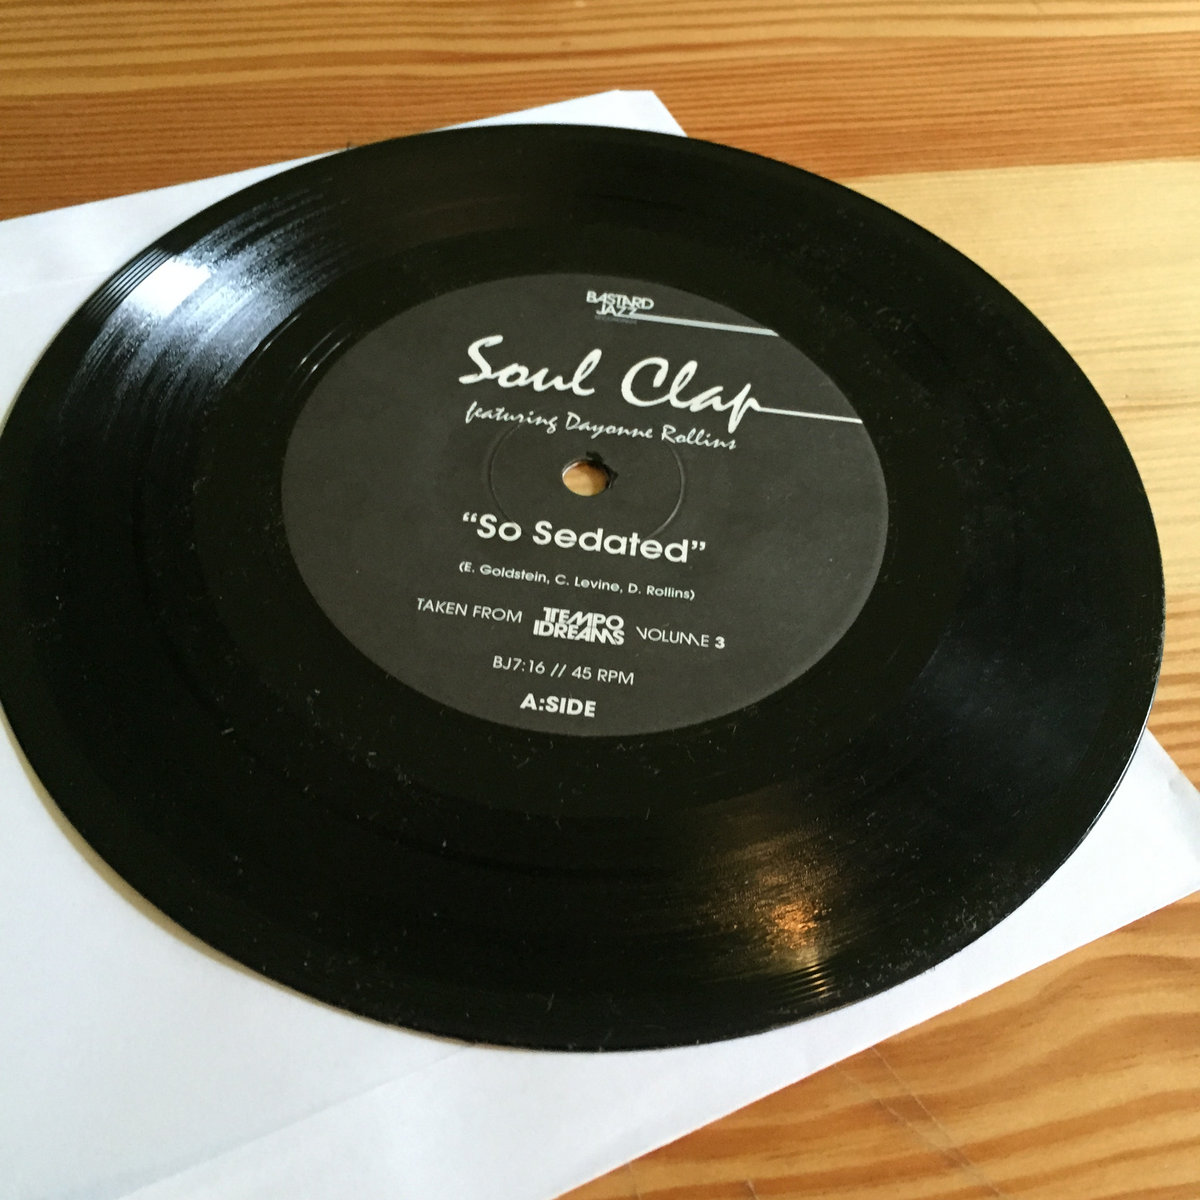 BASTARD
JAZZ
Soul Clap
featuring Dayonne Rollins
“So Sedated”
(E. Goldstein, C. Levine, D. Rollins)
TAKEN FROM TEMPO DREAMS VOLUME 3
BJ7:16 // 45 RPM
A:SIDE